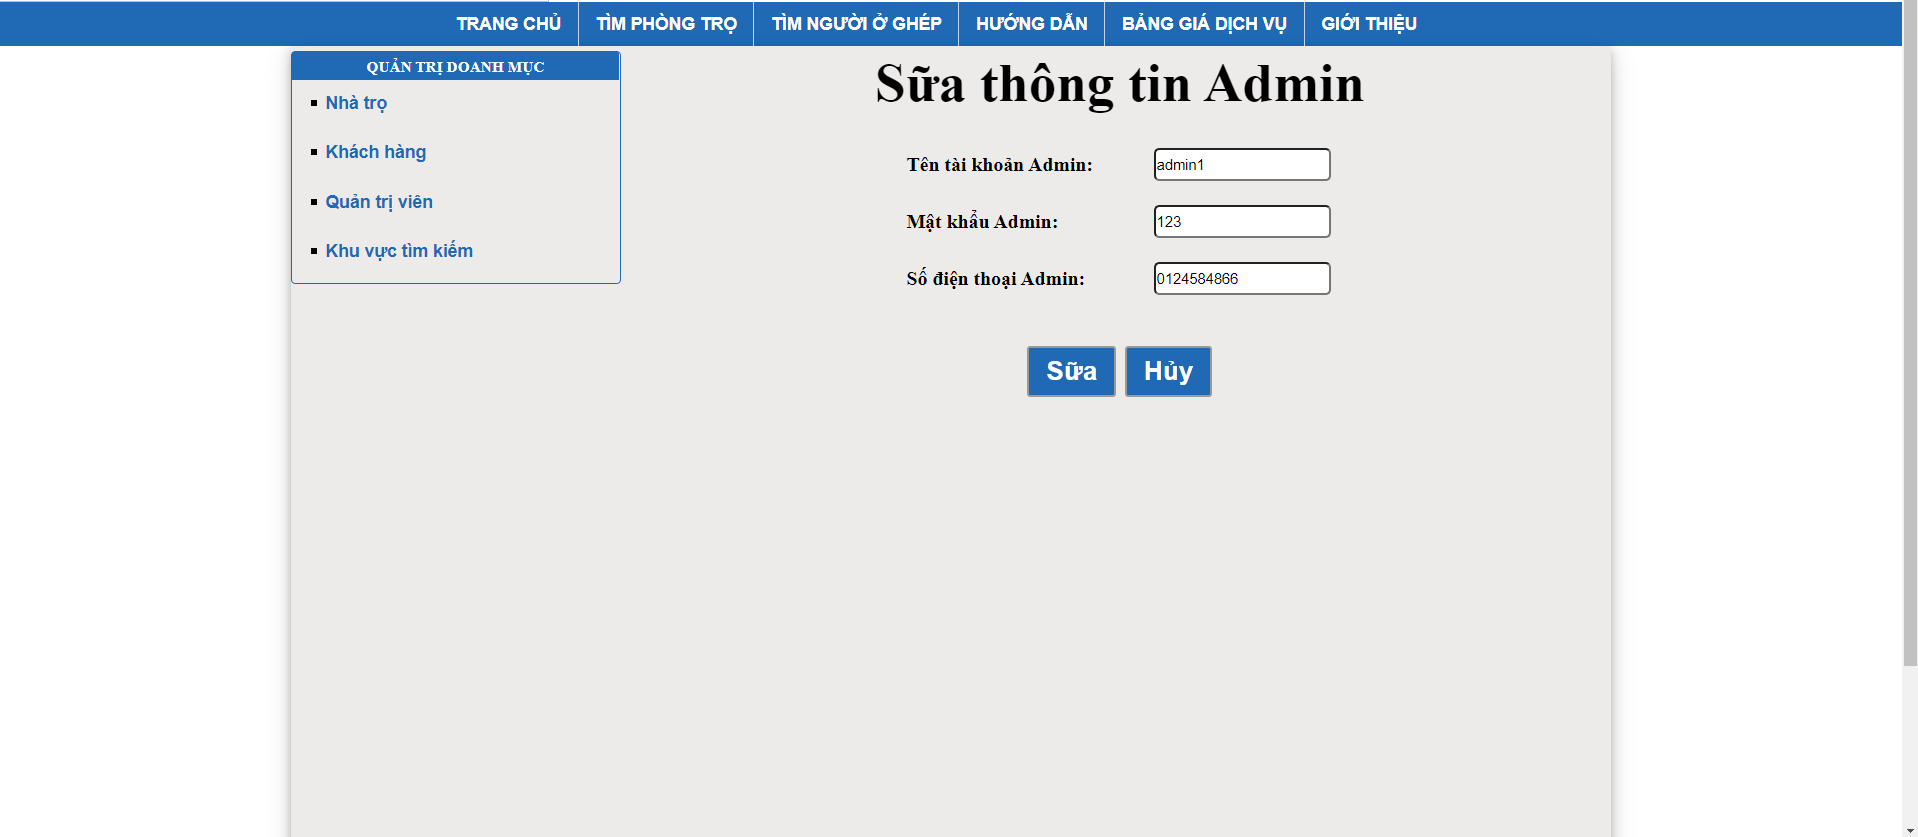 TRANG CHỦ TÌM PHÒNG TRỌ TÌM NGƯỜI Ở GHÉP HƯỚNG DẪN BẢNG GIÁ DỊCH VỤ GIỚI THIỆU
QUẢN TRỊ DOANH MỤC
Nhà trọ
Khách hàng
Quản trị viên
Khu vực tìm kiếm
Sữa thông tin Admin
Tên tài khoản Admin: admin1
Mật khẩu Admin: 123
Số điện thoại Admin: 0124584866
Sữa Hủy